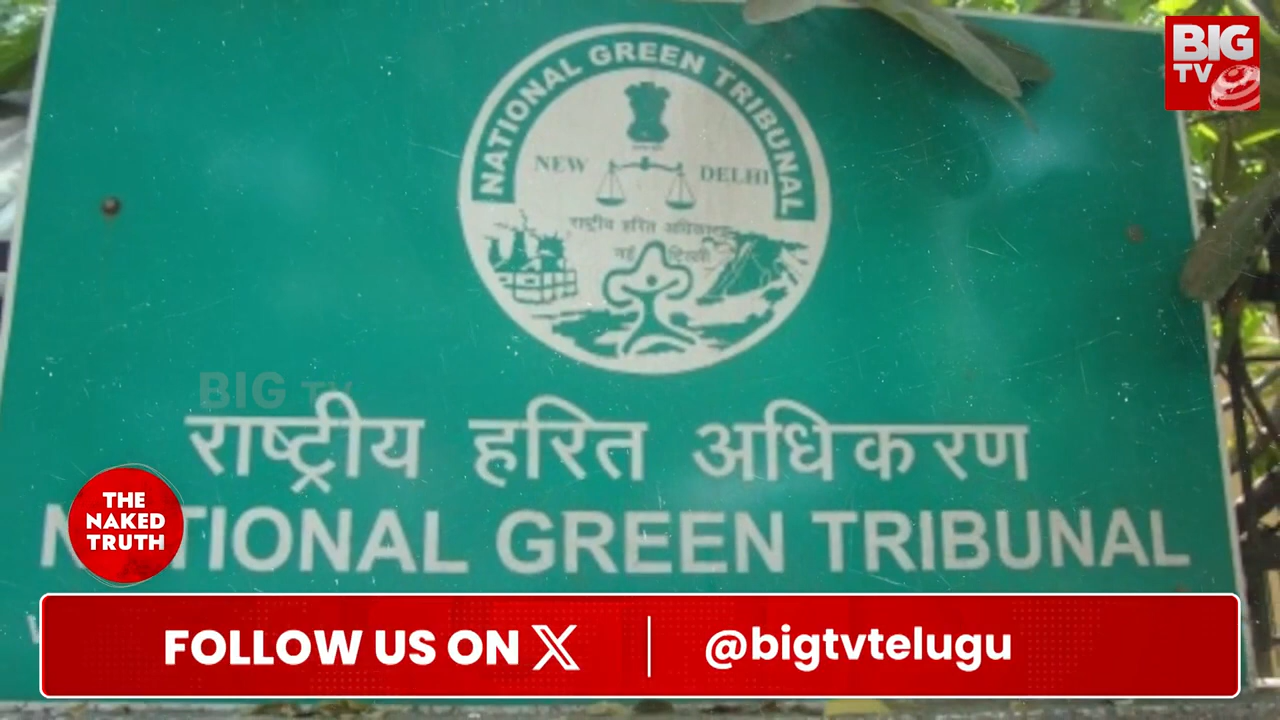 BIG
TV
NATIONAL GREEN TRIBUNAL
NEW DELHI
राष्ट्रीय हरित अधिकरण
नई दिल्ली
BIG TV
राष्ट्रीय हरित अधिकरण
NATIONAL GREEN TRIBUNAL
THE
NAKED
TRUTH
FOLLOW US ON X
@bigtvtelugu